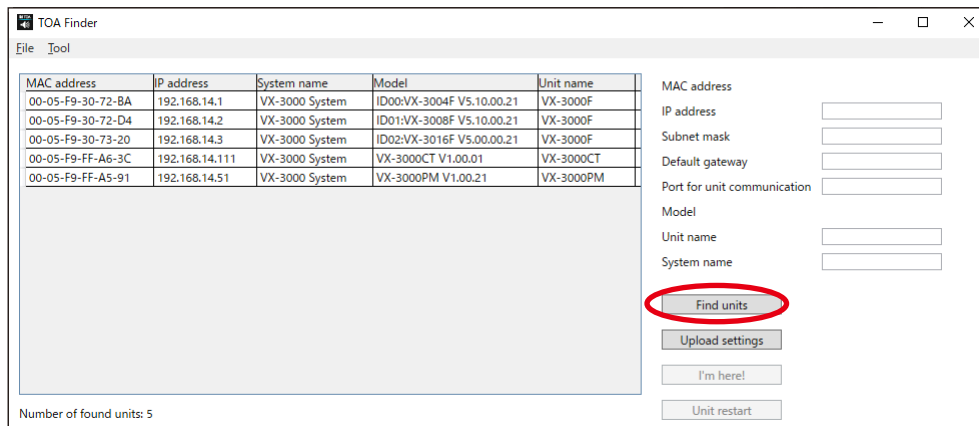 TOA Finder
File Tool
MAC address IP address System name Model Unit name
00-05-F9-30-72-BA 192.168.14.1 VX-3000 System ID00:VX-3004F V5.10.00.21 VX-3000F
00-05-F9-30-72-D4 192.168.14.2 VX-3000 System ID01:VX-3008F V5.10.00.21 VX-3000F
00-05-F9-30-73-20 192.168.14.3 VX-3000 System ID02:VX-3016F V5.00.00.21 VX-3000F
00-05-F9-FF-A6-3C 192.168.14.111 VX-3000 System VX-3000CT V1.00.01 VX-3000CT
00-05-F9-FF-A5-91 192.168.14.51 VX-3000 System VX-3000PM V1.00.21 VX-3000PM
Number of found units: 5
MAC address
IP address
Subnet mask
Default gateway
Port for unit communication
Model
Unit name
System name
Find units
Upload settings
I'm here!
Unit restart